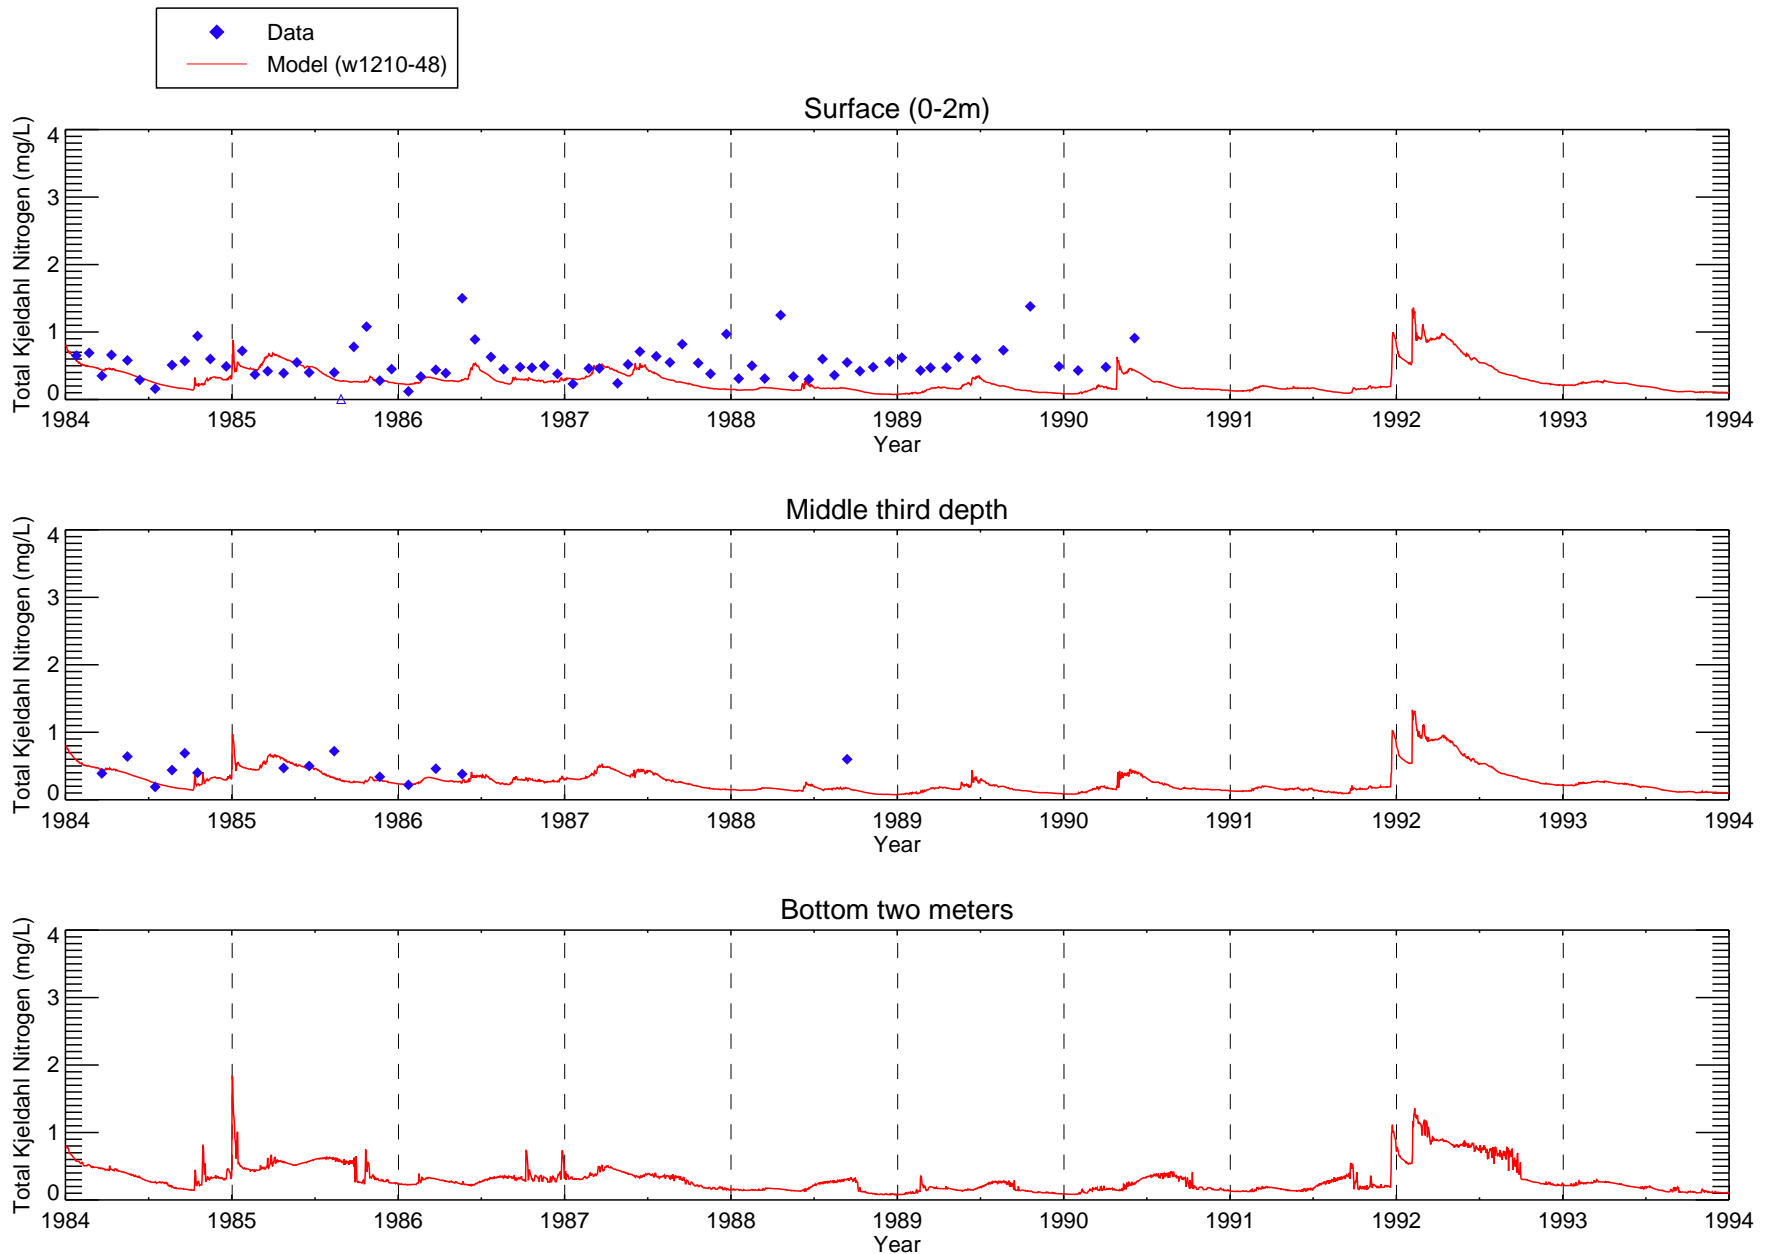 Data
Model (w1210-48)
Surface (0-2m)
Total Kjeldahl Nitrogen (mg/L)
4
3
2
1
0
1984 1985 1986 1987 1988 1989 1990 1991 1992 1993 1994
Year
Middle third depth
Total Kjeldahl Nitrogen (mg/L)
4
3
2
1
0
1984 1985 1986 1987 1988 1989 1990 1991 1992 1993 1994
Year
Bottom two meters
Total Kjeldahl Nitrogen (mg/L)
4
3
2
1
0
1984 1985 1986 1987 1988 1989 1990 1991 1992 1993 1994
Year